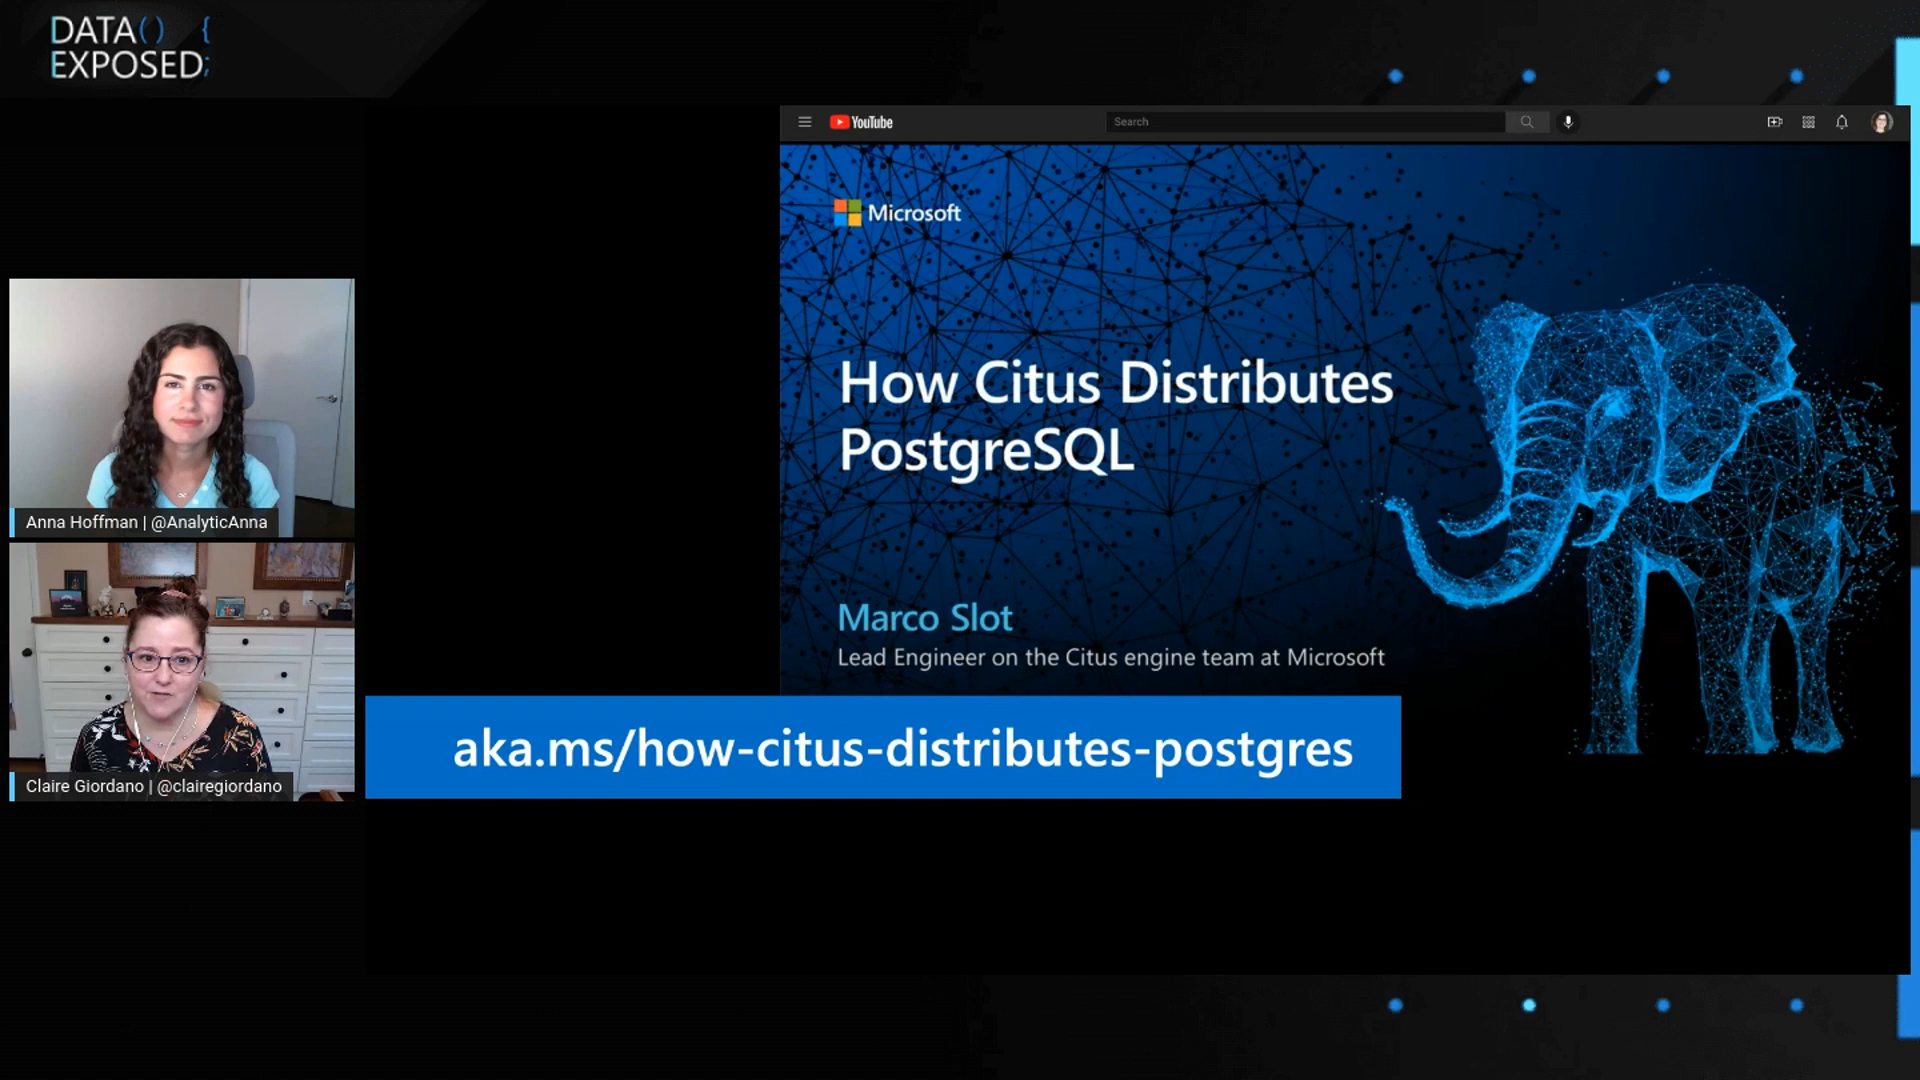 DATA() {
EXPOSED;
YouTube
Search
Microsoft
How Citus Distributes
PostgreSQL
Marco Slot
Lead Engineer on the Citus engine team at Microsoft
Anna Hoffman | @AnalyticAnna
Claire Giordano | @clairegiordano
aka.ms/how-citus-distributes-postgres